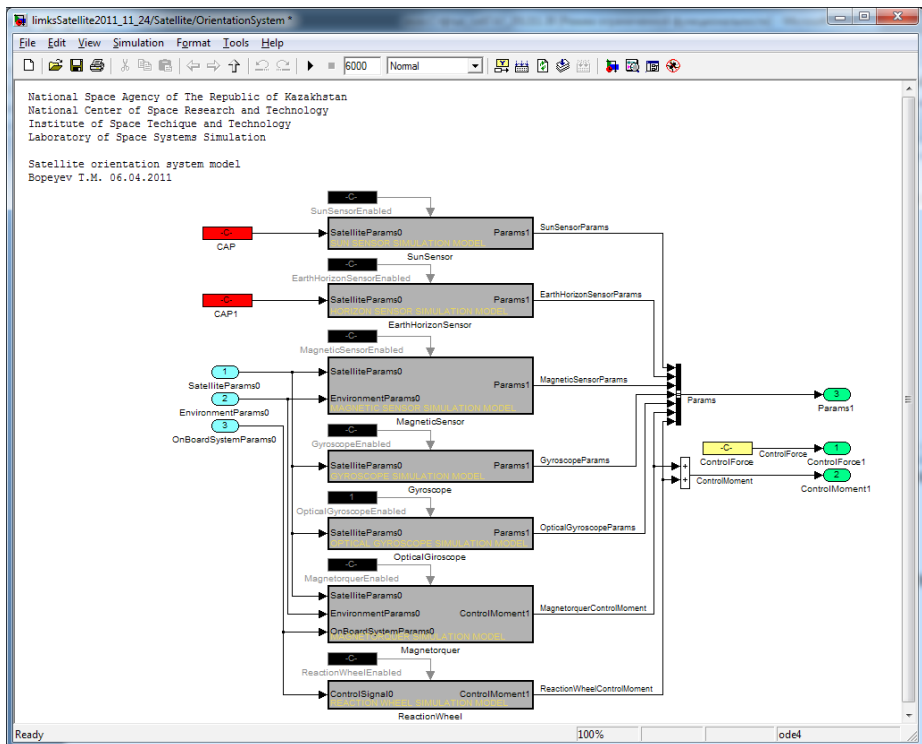 limksSatellite2011_11_24/Satellite/OrientationSystem *
File Edit View Simulation Format Tools Help
6000 Normal
National Space Agency of The Republic of Kazakhstan
National Center of Space Research and Technology
Institute of Space Techique and Technology
Laboratory of Space Systems Simulation
Satellite orientation system model
Bopeyev T.M. 06.04.2011
-C-
SunSensorEnabled
-C-
CAP
SatelliteParams0 Params1
SUN SENSOR SIMULATION MODEL
SunSensor
SunSensorParams
-C-
EarthHorizonSensorEnabled
-C-
CAP1
SatelliteParams0 Params1
HORIZON SENSOR SIMULATION MODEL
EarthHorizonSensor
EarthHorizonSensorParams
-C-
MagneticSensorEnabled
1
SatelliteParams0
2
EnvironmentParams0
3
OnBoardSystemParams0
SatelliteParams0
Params1
EnvironmentParams0
MAGNETIC SENSOR SIMULATION MODEL
MagneticSensor
MagneticSensorParams
Params
3
Params1
-C-
GyroscopeEnabled
SatelliteParams0 Params1
GYROSCOPE SIMULATION MODEL
Gyroscope
GyroscopeParams
-C-
ControlForce
ControlForce
1
ControlForce1
+
+
ControlMoment
2
ControlMoment1
1
OpticalGyroscopeEnabled
SatelliteParams0 Params1
OPTICAL GYROSCOPE SIMULATION MODEL
OpticalGiroscope
OpticalGyroscopeParams
-C-
MagnetorquerEnabled
SatelliteParams0
EnvironmentParams0 ControlMoment1
OnBoardSystemParams0
MAGNETORQUER SIMULATION MODEL
Magnetorquer
MagnetorquerControlMoment
-C-
ReactionWheelEnabled
ControlSignal0 ControlMoment1
REACTION WHEEL SIMULATION MODEL
ReactionWheel
ReactionWheelControlMoment
Ready 100% ode4